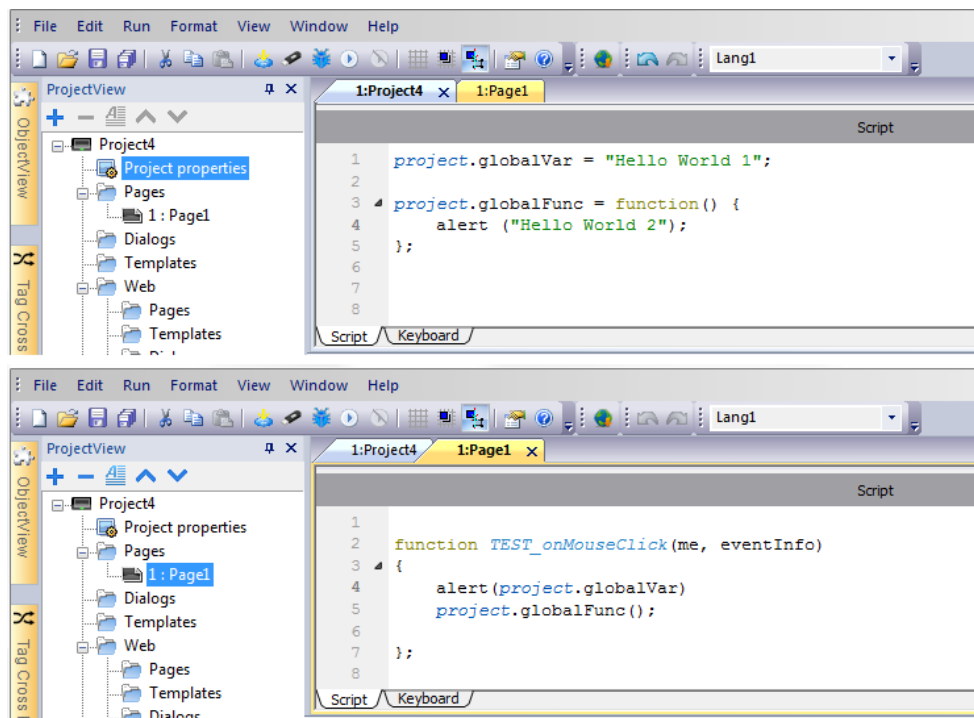 File Edit Run Format View Window Help
Lang1
ProjectView
1:Project4 1:Page1
ObjectView
Tag Cross
Project4
Project properties
Pages
1 : Page1
Dialogs
Templates
Web
Pages
Templates
Script
1 project.globalVar = "Hello World 1";
2
3 project.globalFunc = function() {
4 alert ("Hello World 2");
5 };
6
7
8
Script Keyboard
File Edit Run Format View Window Help
Lang1
ProjectView
1:Project4 1:Page1
ObjectView
Tag Cross
Project4
Project properties
Pages
1 : Page1
Dialogs
Templates
Web
Pages
Templates
Dialogs
Script
1
2 function TEST_onMouseClick(me, eventInfo)
3 {
4 alert(project.globalVar)
5 project.globalFunc();
6
7 };
8
Script Keyboard